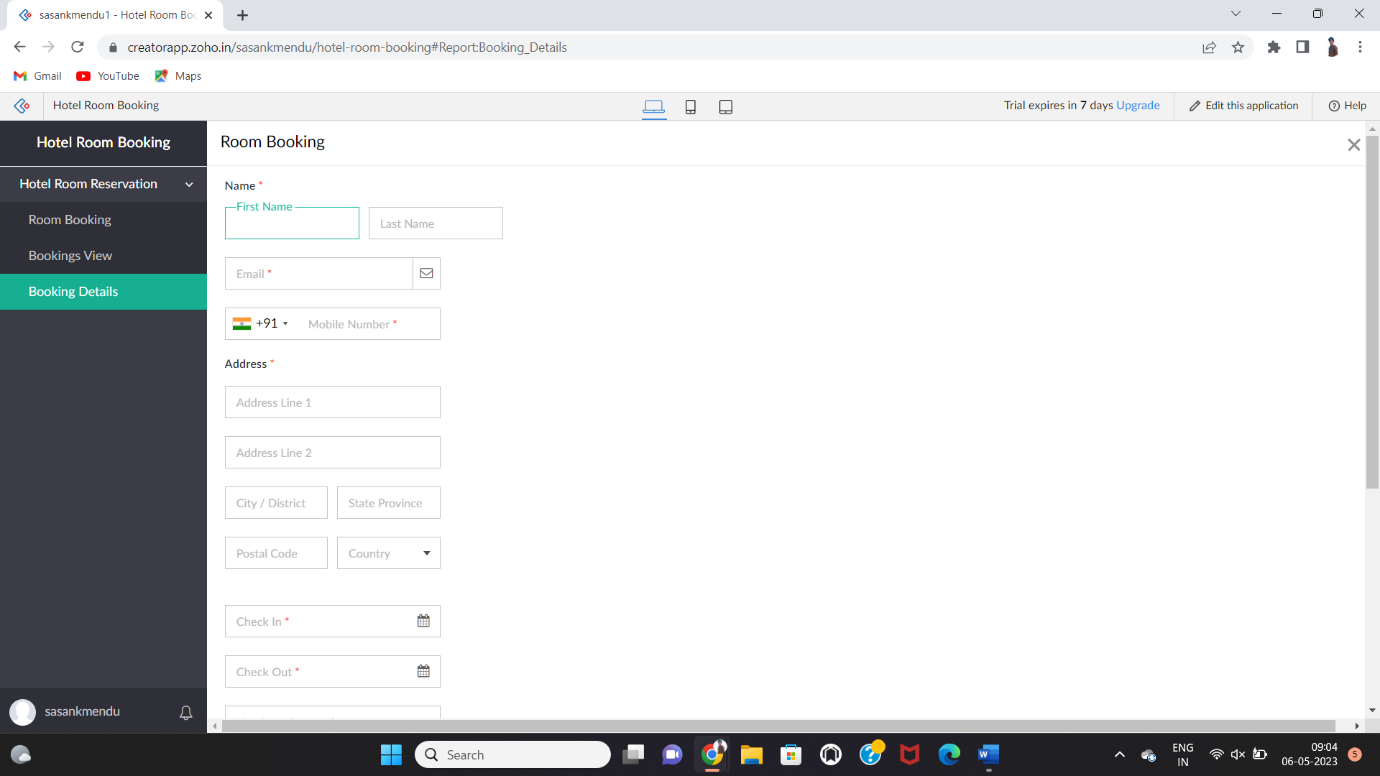 sasankmendu1 - Hotel Room Bo
creatorapp.zoho.in/sasankmendu/hotel-room-booking#Report:Booking_Details
Gmail YouTube Maps
Hotel Room Booking Trial expires in 7 days Upgrade Edit this application Help
Hotel Room Booking
Hotel Room Reservation
Room Booking
Bookings View
Booking Details
sasankmendu
Room Booking
Name *
First Name Last Name
Email *
+91 Mobile Number *
Address *
Address Line 1
Address Line 2
City / District State Province
Postal Code Country
Check In *
Check Out *
Search
ENG
IN
09:04
06-05-2023
5